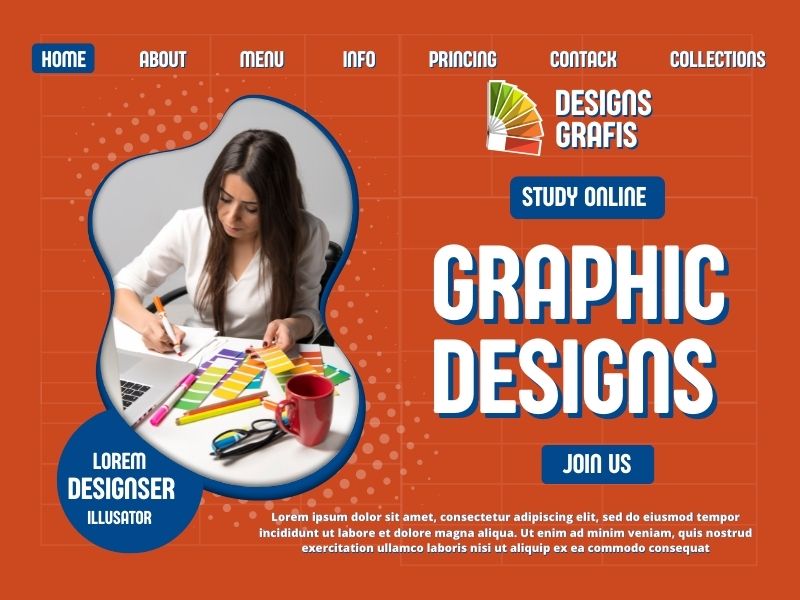 HOME ABOUT MENU INFO PRINCING CONTACK COLLECTIONS
DESIGNS
GRAFIS
STUDY ONLINE
GRAPHIC
DESIGNS
JOIN US
LOREM
DESIGNSER
ILLUSATOR
Lorem ipsum dolor sit amet, consectetur adipiscing elit, sed do eiusmod tempor
incididunt ut labore et dolore magna aliqua. Ut enim ad minim veniam, quis nostrud
exercitation ullamco laboris nisi ut aliquip ex ea commodo consequat